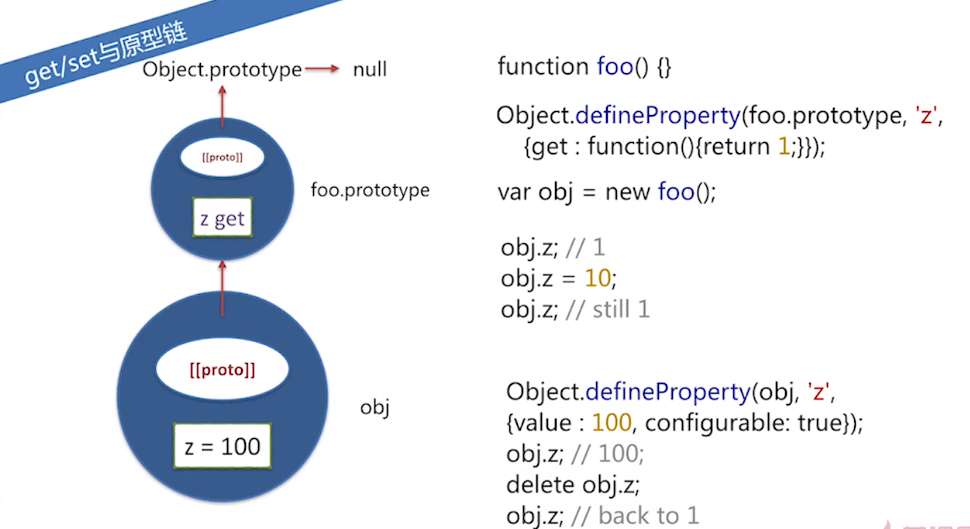 get/set与原型链
Object.prototype
null
[[proto]]
z get
foo.prototype
[[proto]]
z = 100
obj
function foo() {}
Object.defineProperty(foo.prototype, 'z',
{get : function(){return 1;}});
var obj = new foo();
obj.z; // 1
obj.z = 10;
obj.z; // still 1
Object.defineProperty(obj, 'z',
{value : 100, configurable: true});
obj.z; // 100;
delete obj.z;
obj.z; // back to 1